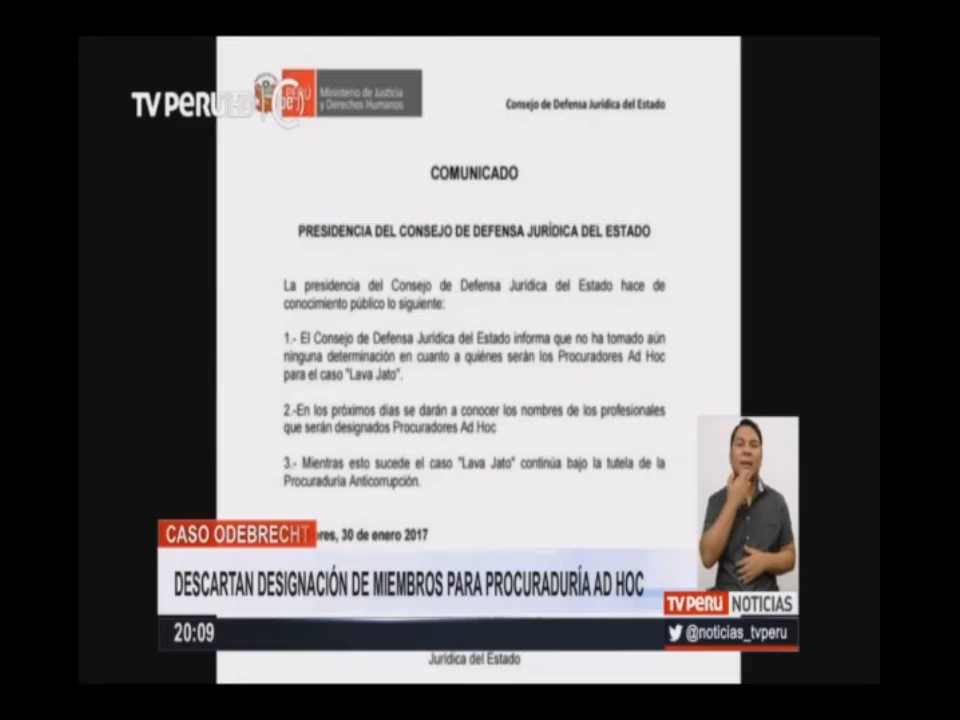 TV PERU HD
PERÚ
Ministerio de Justicia
y Derechos Humanos
Consejo de Defensa Jurídica del Estado
COMUNICADO
PRESIDENCIA DEL CONSEJO DE DEFENSA JURÍDICA DEL ESTADO
La presidencia del Consejo de Defensa Jurídica del Estado hace de
conocimiento público lo siguiente:
1.- El Consejo de Defensa Jurídica del Estado informa que no ha tomado aún
ninguna determinación en cuanto a quiénes serán los Procuradores Ad Hoc
para el caso "Lava Jato".
2.-En los próximos días se darán a conocer los nombres de los profesionales
que serán designados Procuradores Ad Hoc
3.- Mientras esto sucede el caso "Lava Jato" continúa bajo la tutela de la
Procuraduría Anticorrupción.
CASO ODEBRECHT
ores, 30 de enero 2017
DESCARTAN DESIGNACIÓN DE MIEMBROS PARA PROCURADURÍA AD HOC
TV PERU NOTICIAS
20:09
@noticias_tvperu
Jurídica del Estado